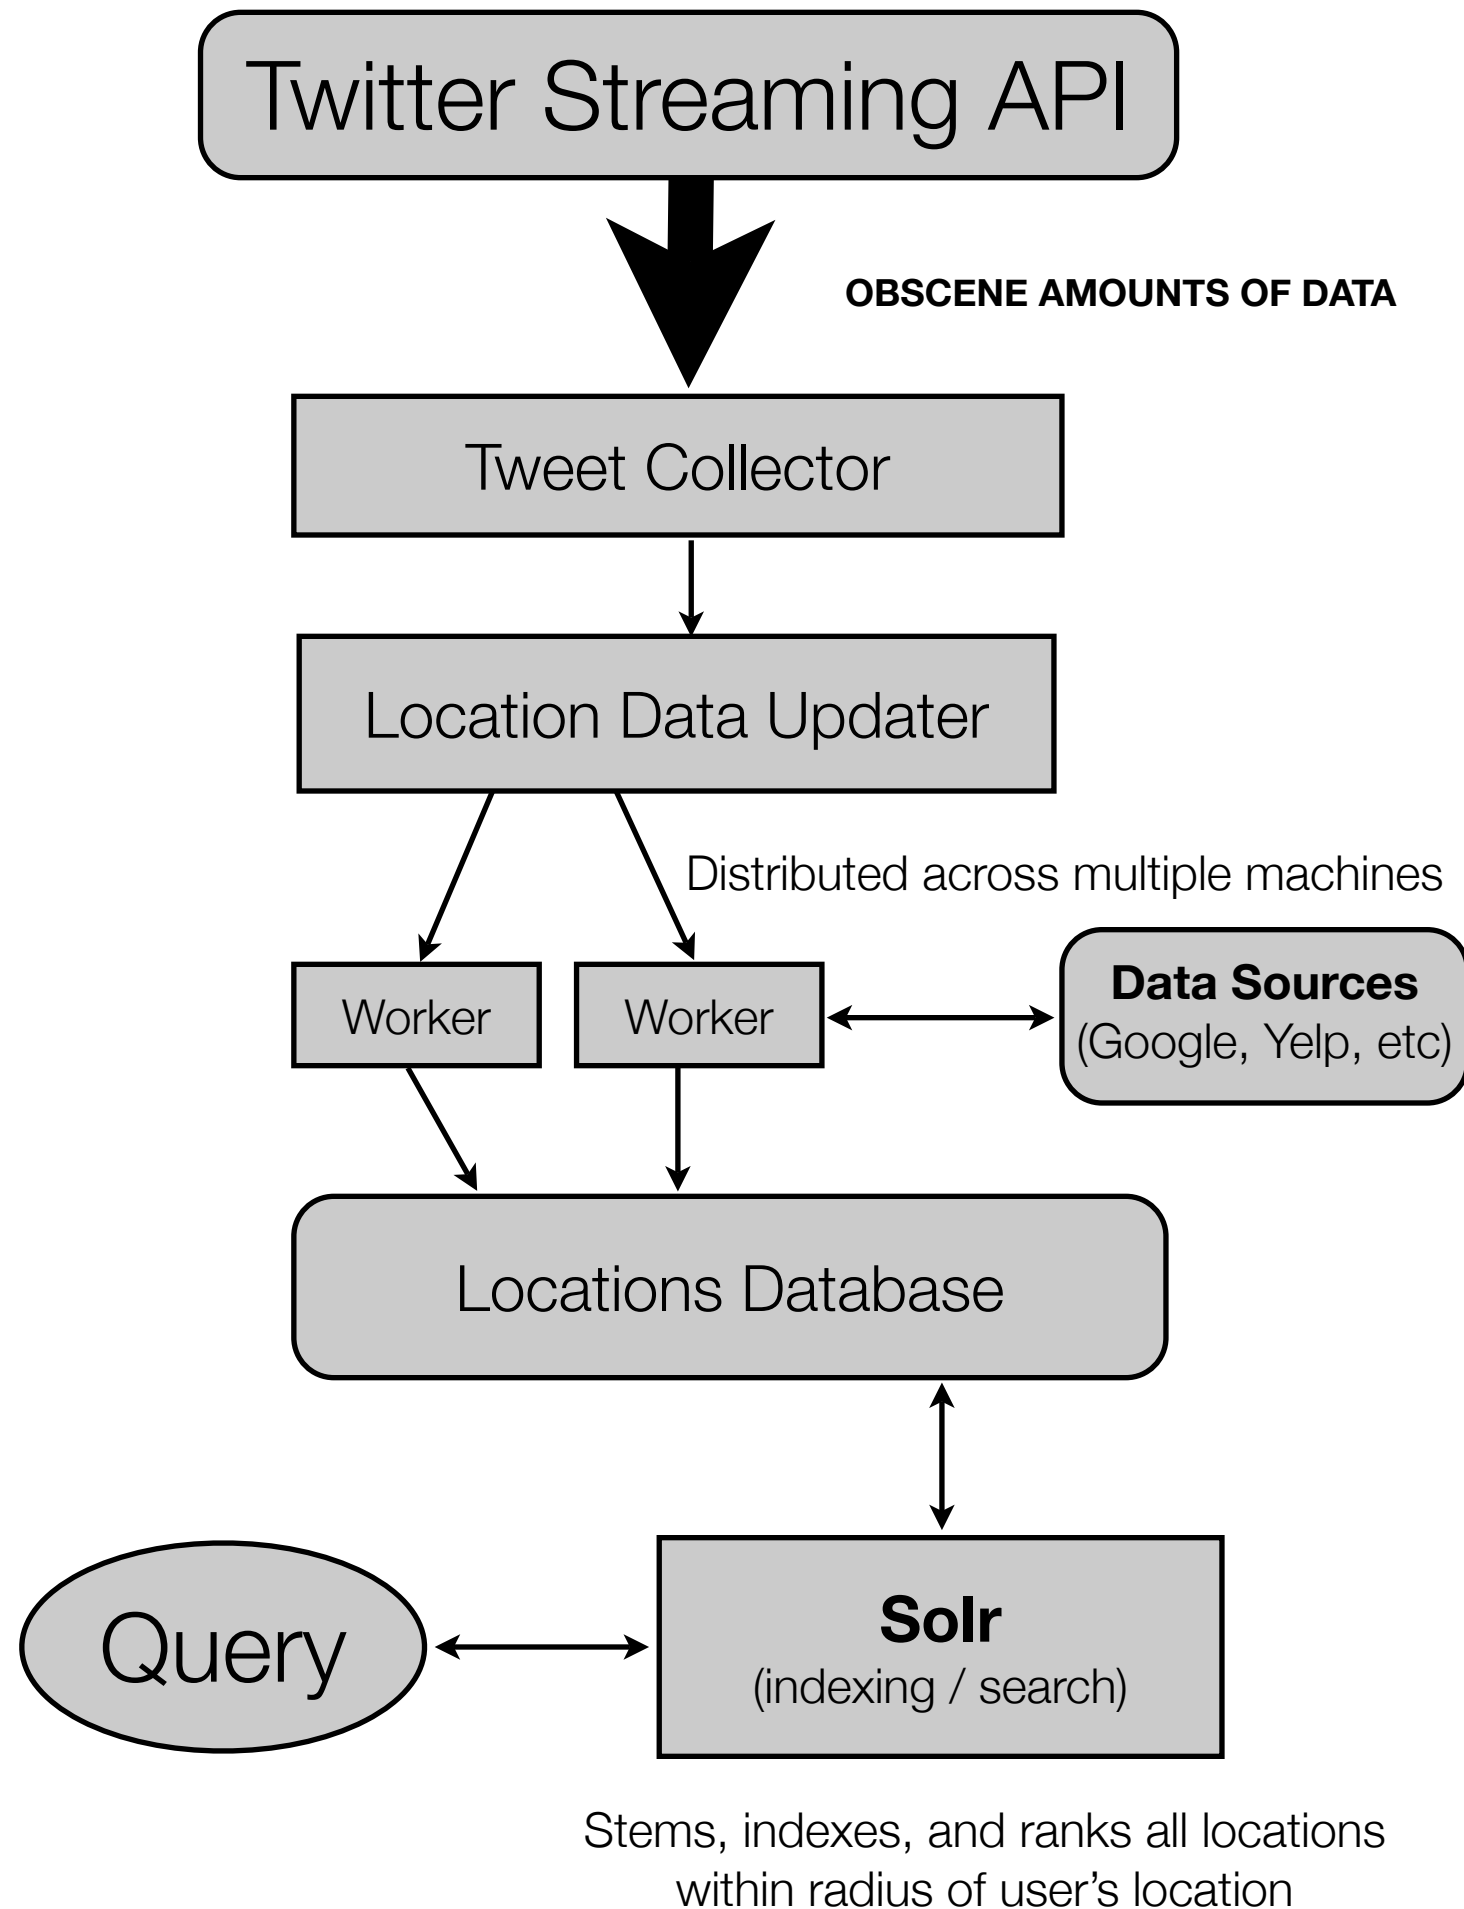 Twitter Streaming API
OBSCENE AMOUNTS OF DATA
Tweet Collector
Location Data Updater
Distributed across multiple machines
Worker
Worker
Data Sources
(Google, Yelp, etc)
Locations Database
Query
Solr
(indexing / search)
Stems, indexes, and ranks all locations
within radius of user's location